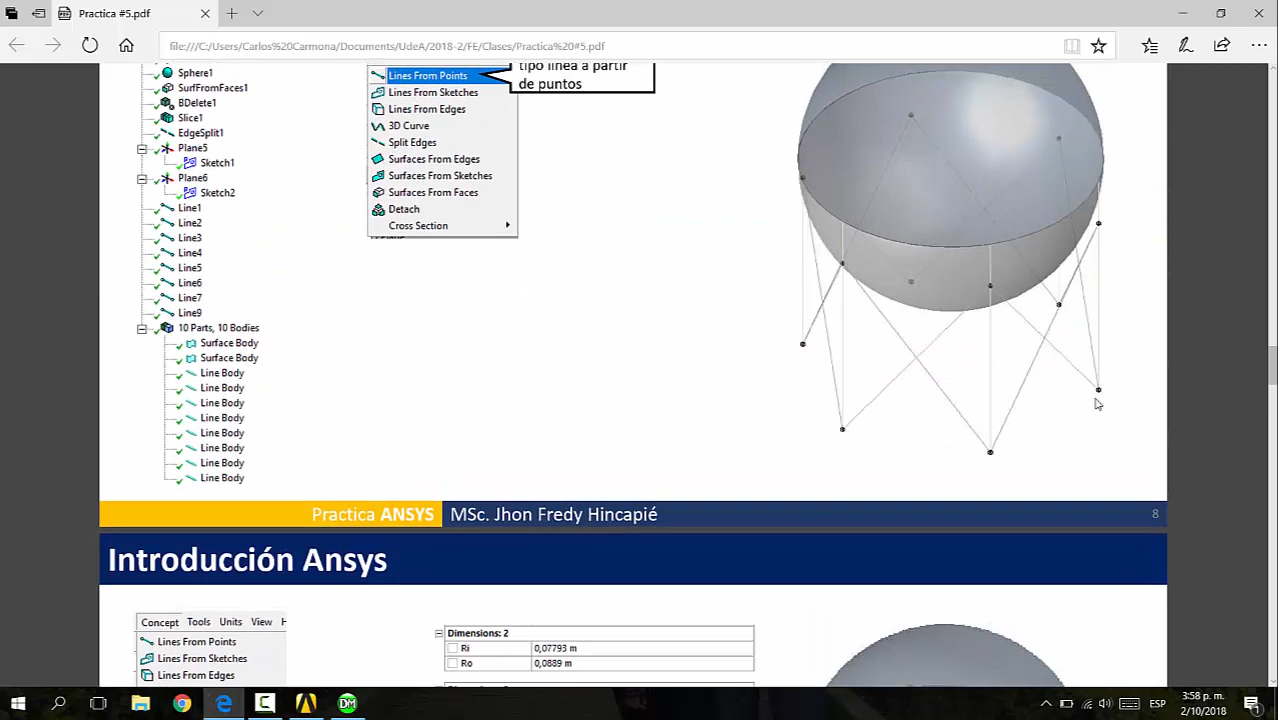 Practica #5.pdf
file:///C:/Users/Carlos%20Carmona/Documents/UdeA/2018-2/FE/Clases/Practica%20#5.pdf
Sphere1
SurfFromFaces1
BDelete1
Slice1
EdgeSplit1
Plane5
Sketch1
Plane6
Sketch2
Line1
Line2
Line3
Line4
Line5
Line6
Line7
Line9
10 Parts, 10 Bodies
Surface Body
Surface Body
Line Body
Line Body
Line Body
Line Body
Line Body
Line Body
Line Body
Line Body
Lines From Points
Lines From Sketches
Lines From Edges
3D Curve
Split Edges
Surfaces From Edges
Surfaces From Sketches
Surfaces From Faces
Detach
Cross Section
tipo línea a partir
de puntos
Practica ANSYS MSc. Jhon Fredy Hincapié 8
Introducción Ansys
Concept Tools Units View
Lines From Points
Lines From Sketches
Lines From Edges
Dimensions: 2
Ri 0,07793 m
Ro 0,0889 m
ESP
3:58 p. m.
2/10/2018